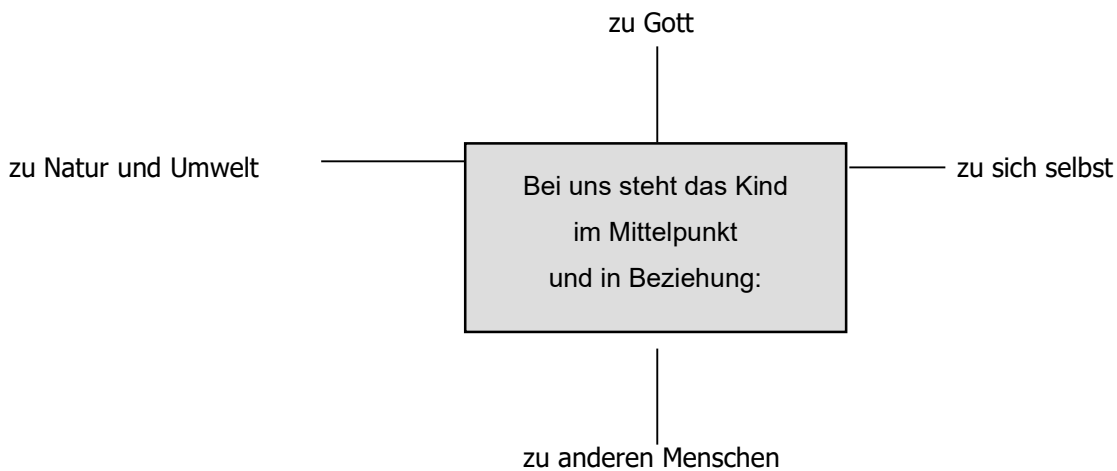 zu Gott
zu Natur und Umwelt
zu sich selbst
Bei uns steht das Kind
im Mittelpunkt
und in Beziehung:
zu anderen Menschen